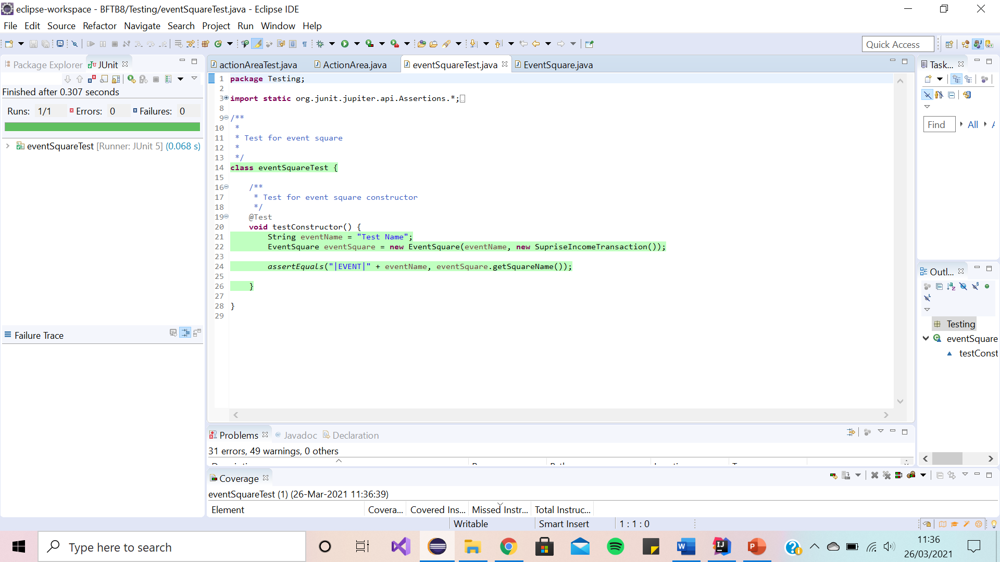 eclipse-workspace - BFTB8/Testing/eventSquareTest.java - Eclipse IDE
File Edit Source Refactor Navigate Search Project Run Window Help
Quick Access
Package Explorer JUnit
Finished after 0.307 seconds
Runs: 1/1 Errors: 0 Failures: 0
eventSquareTest [Runner: JUnit 5] (0.068 s)
Failure Trace
actionAreaTest.java ActionArea.java eventSquareTest.java EventSquare.java
1 package Testing;
2
3 import static org.junit.jupiter.api.Assertions.*;
8
9 /**
10 *
11 * Test for event square
12 *
13 */
14 class eventSquareTest {
15
16 /**
17 * Test for event square constructor
18 */
19 @Test
20 void testConstructor() {
21 String eventName = "Test Name";
22 EventSquare eventSquare = new EventSquare(eventName, new SupriseIncomeTransaction());
23
24 assertEquals("|EVENT|" + eventName, eventSquare.getSquareName());
25
26 }
27
28 }
29
Task...
Find All
Outl...
Testing
eventSquare
testConst
Problems Javadoc Declaration
31 errors, 49 warnings, 0 others
Coverage
eventSquareTest (1) (26-Mar-2021 11:36:39)
Element Covera... Covered Ins... Missed Instr... Total Instruc...
Writable Smart Insert 1 : 1 : 0
Type here to search
11:36
26/03/2021